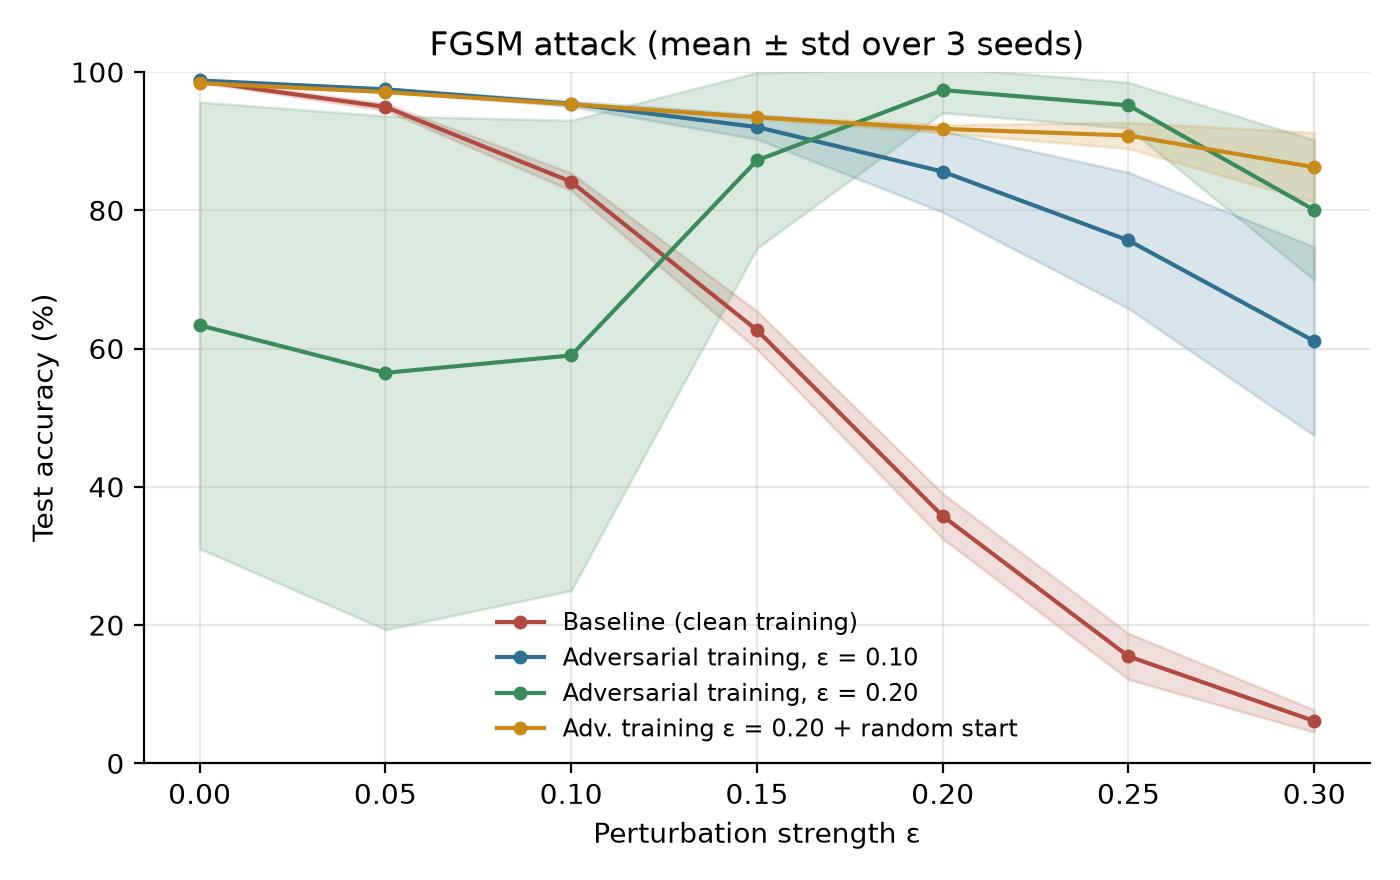 FGSM attack (mean ± std over 3 seeds)
100
80
60
40
20
0
Test accuracy (%)
Baseline (clean training)
Adversarial training, ε = 0.10
Adversarial training, ε = 0.20
Adv. training ε = 0.20 + random start
0.00 0.05 0.10 0.15 0.20 0.25 0.30
Perturbation strength ε